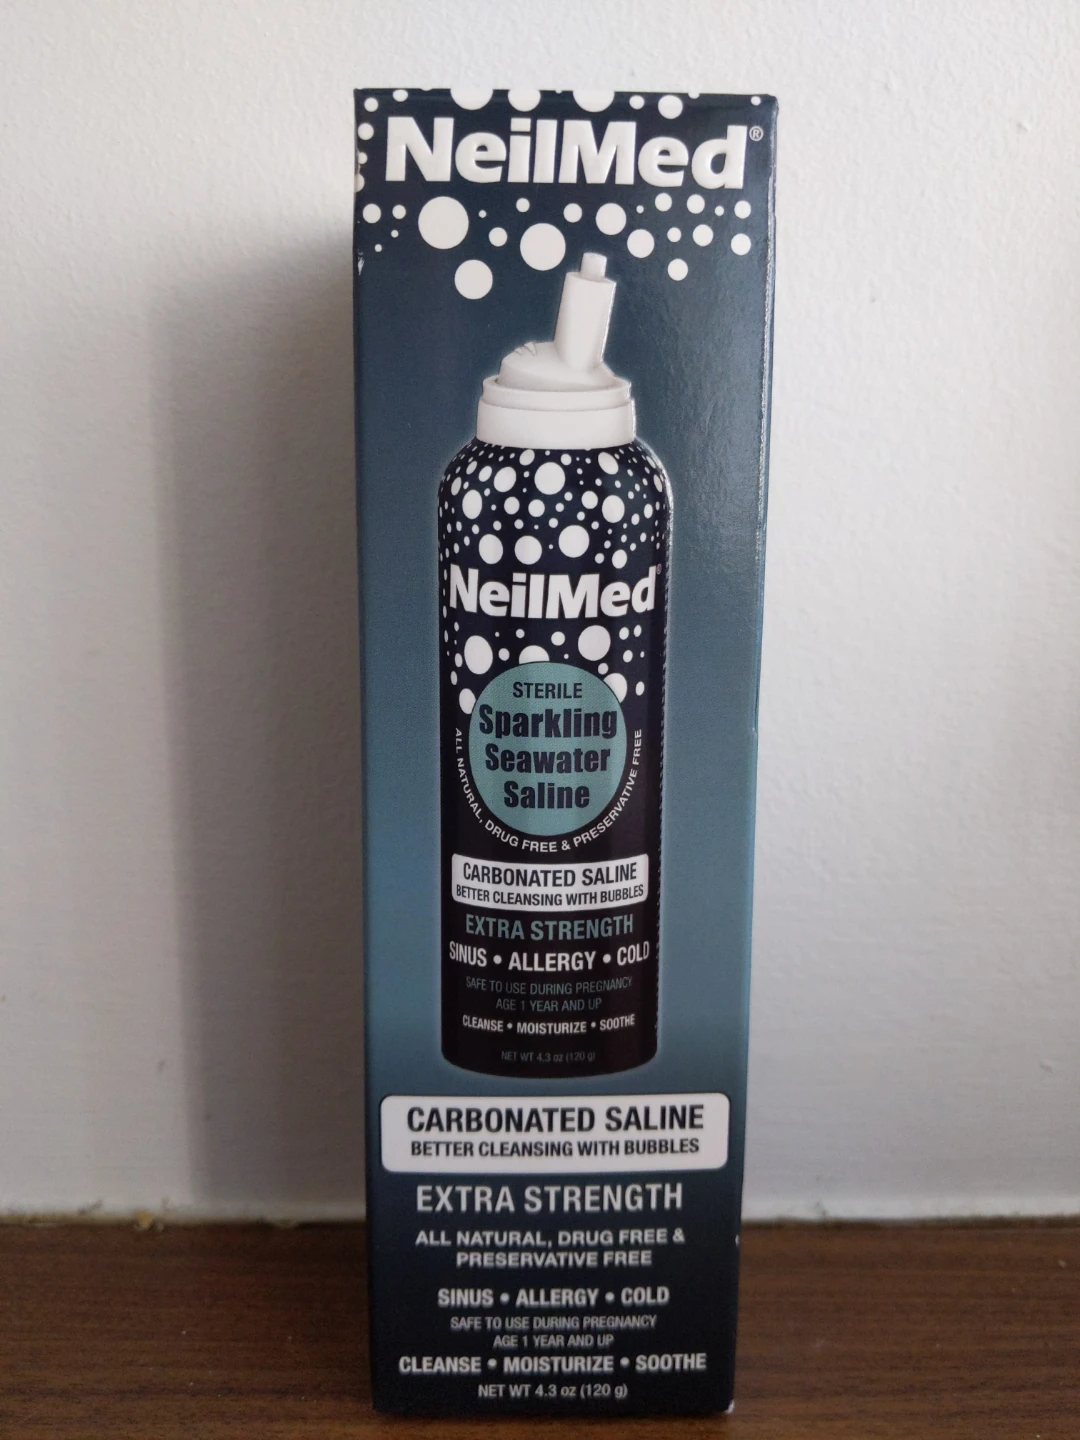 NeilMed®
NeilMed®
STERILE
Sparkling
Seawater
Saline
ALL NATURAL, DRUG FREE & PRESERVATIVE FREE
CARBONATED SALINE
BETTER CLEANSING WITH BUBBLES
EXTRA STRENGTH
SINUS • ALLERGY • COLD
SAFE TO USE DURING PREGNANCY
AGE 1 YEAR AND UP
CLEANSE • MOISTURIZE • SOOTHE
NET WT 4.3 oz (120 g)
CARBONATED SALINE
BETTER CLEANSING WITH BUBBLES
EXTRA STRENGTH
ALL NATURAL, DRUG FREE &
PRESERVATIVE FREE
SINUS • ALLERGY • COLD
SAFE TO USE DURING PREGNANCY
AGE 1 YEAR AND UP
CLEANSE • MOISTURIZE • SOOTHE
NET WT 4.3 oz (120 g)